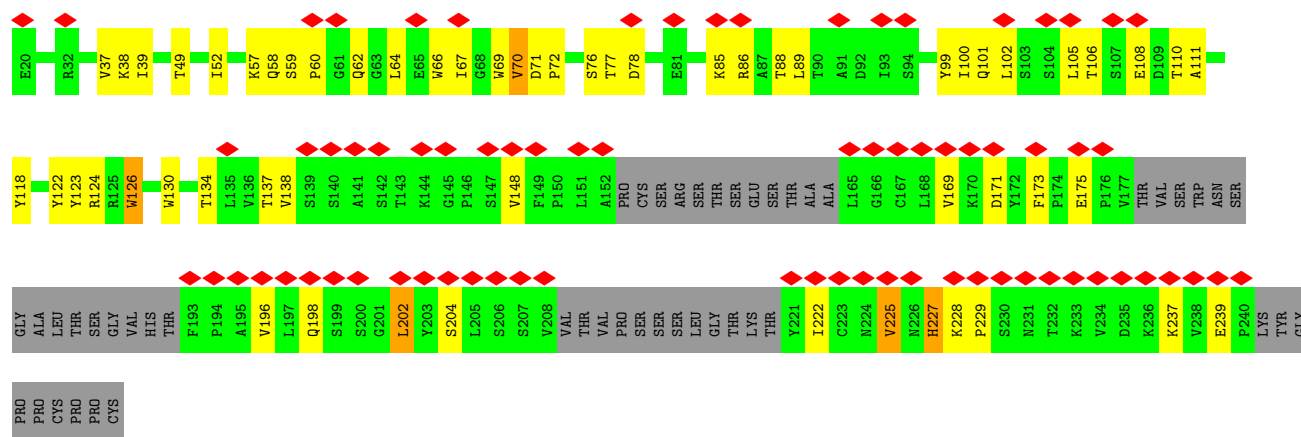 E20 R32 V37 K38 I39 T49 I52 K57 Q58 S59 P60 G61 Q62 G63 L64 E65 W66 I67 G68 W69 V70 D71 P72 S76 T77 D78 E81 K85 R86 A87 T88 L89 T90 A91 D92 I93 S94 Y99 I100 Q101 L102 S103 S104 L105 T106 S107 E108 D109 T110 A111
Y118 Y122 Y123 R124 R125 W126 W130 T134 L135 V136 T137 V138 S139 S140 A141 S142 T143 K144 G145 P146 S147 V148 F149 P150 L151 A152 PRO CYS SER ARG SER THR SER GLU SER THR ALA ALA L165 G166 C167 L168 V169 K170 D171 Y172 F173 P174 E175 P176 V177 THR VAL SER TRP ASN SER
GLY ALA LEU THR SER GLY VAL HIS THR F193 P194 A195 V196 L197 Q198 S199 S200 G201 L202 Y203 S204 L205 S206 S207 V208 VAL THR VAL PRO SER SER SER LEU GLY THR LYS THR Y221 I222 C223 N224 V225 N226 H227 K228 P229 S230 N231 T232 K233 V234 D235 K236 K237 V238 E239 P240 LYS TYR GLY
PRO PRO CYS PRO PRO CYS